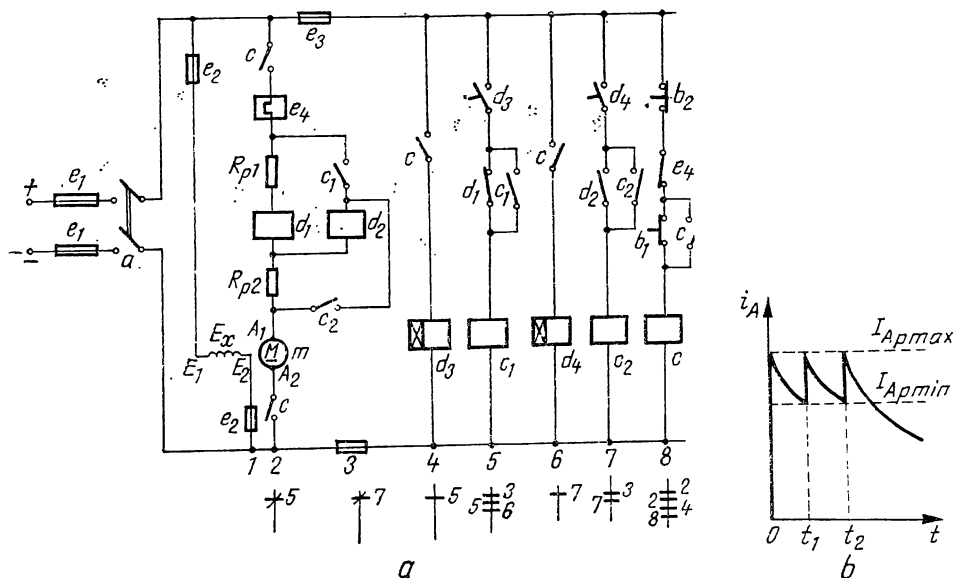 e3
c
e2
e4
d3
d4
b2
c1
c
c
e4
Rp1
d1
c1
d2
c2
e1
+
d1
d2
b1
c
-
e1
a
Rp2
c2
A1
Ex
M
m
E1
E2
A2
d3
c1
d4
c2
c
c
e2
1 2 3 4 5 6 7 8
5 7 5 5 3 6 7 7 3 2 8 2 4
a
iA
IApmax
IApmin
0 t1 t2 t
b